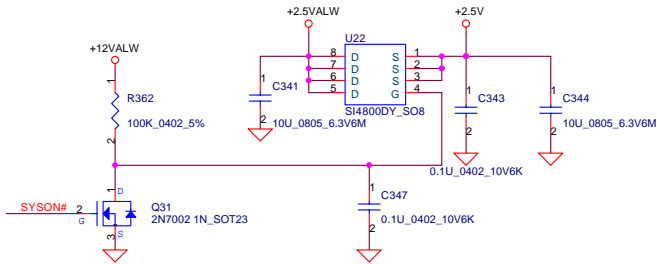 +2.5VALW
+2.5V
+12VALW
U22
8 D S 1
7 D S 2
6 D S 3
5 D G 4
SI4800DY_SO8
1
C341
2
10U_0805_6.3V6M
1
C343
2
0.1U_0402_10V6K
1
C344
2
10U_0805_6.3V6M
1
R362
100K_0402_5%
2
1
C347
0.1U_0402_10V6K
2
SYSON#
2
G
1
D
3
S
Q31
2N7002 1N_SOT23